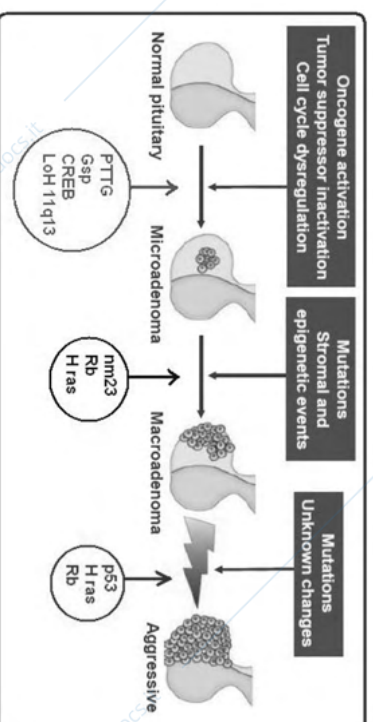 Oncogene activation
Tumor suppressor inactivation
Cell cycle dysregulation
Mutations
Stromal and
epigenetic events
Mutations
Unknown changes
Normal pituitary
Microadenoma
Macroadenoma
Aggressive
PTTG
Gsp
CREB
LoH 11q13
nm23
Rb
H ras
p53
H ras
Rb